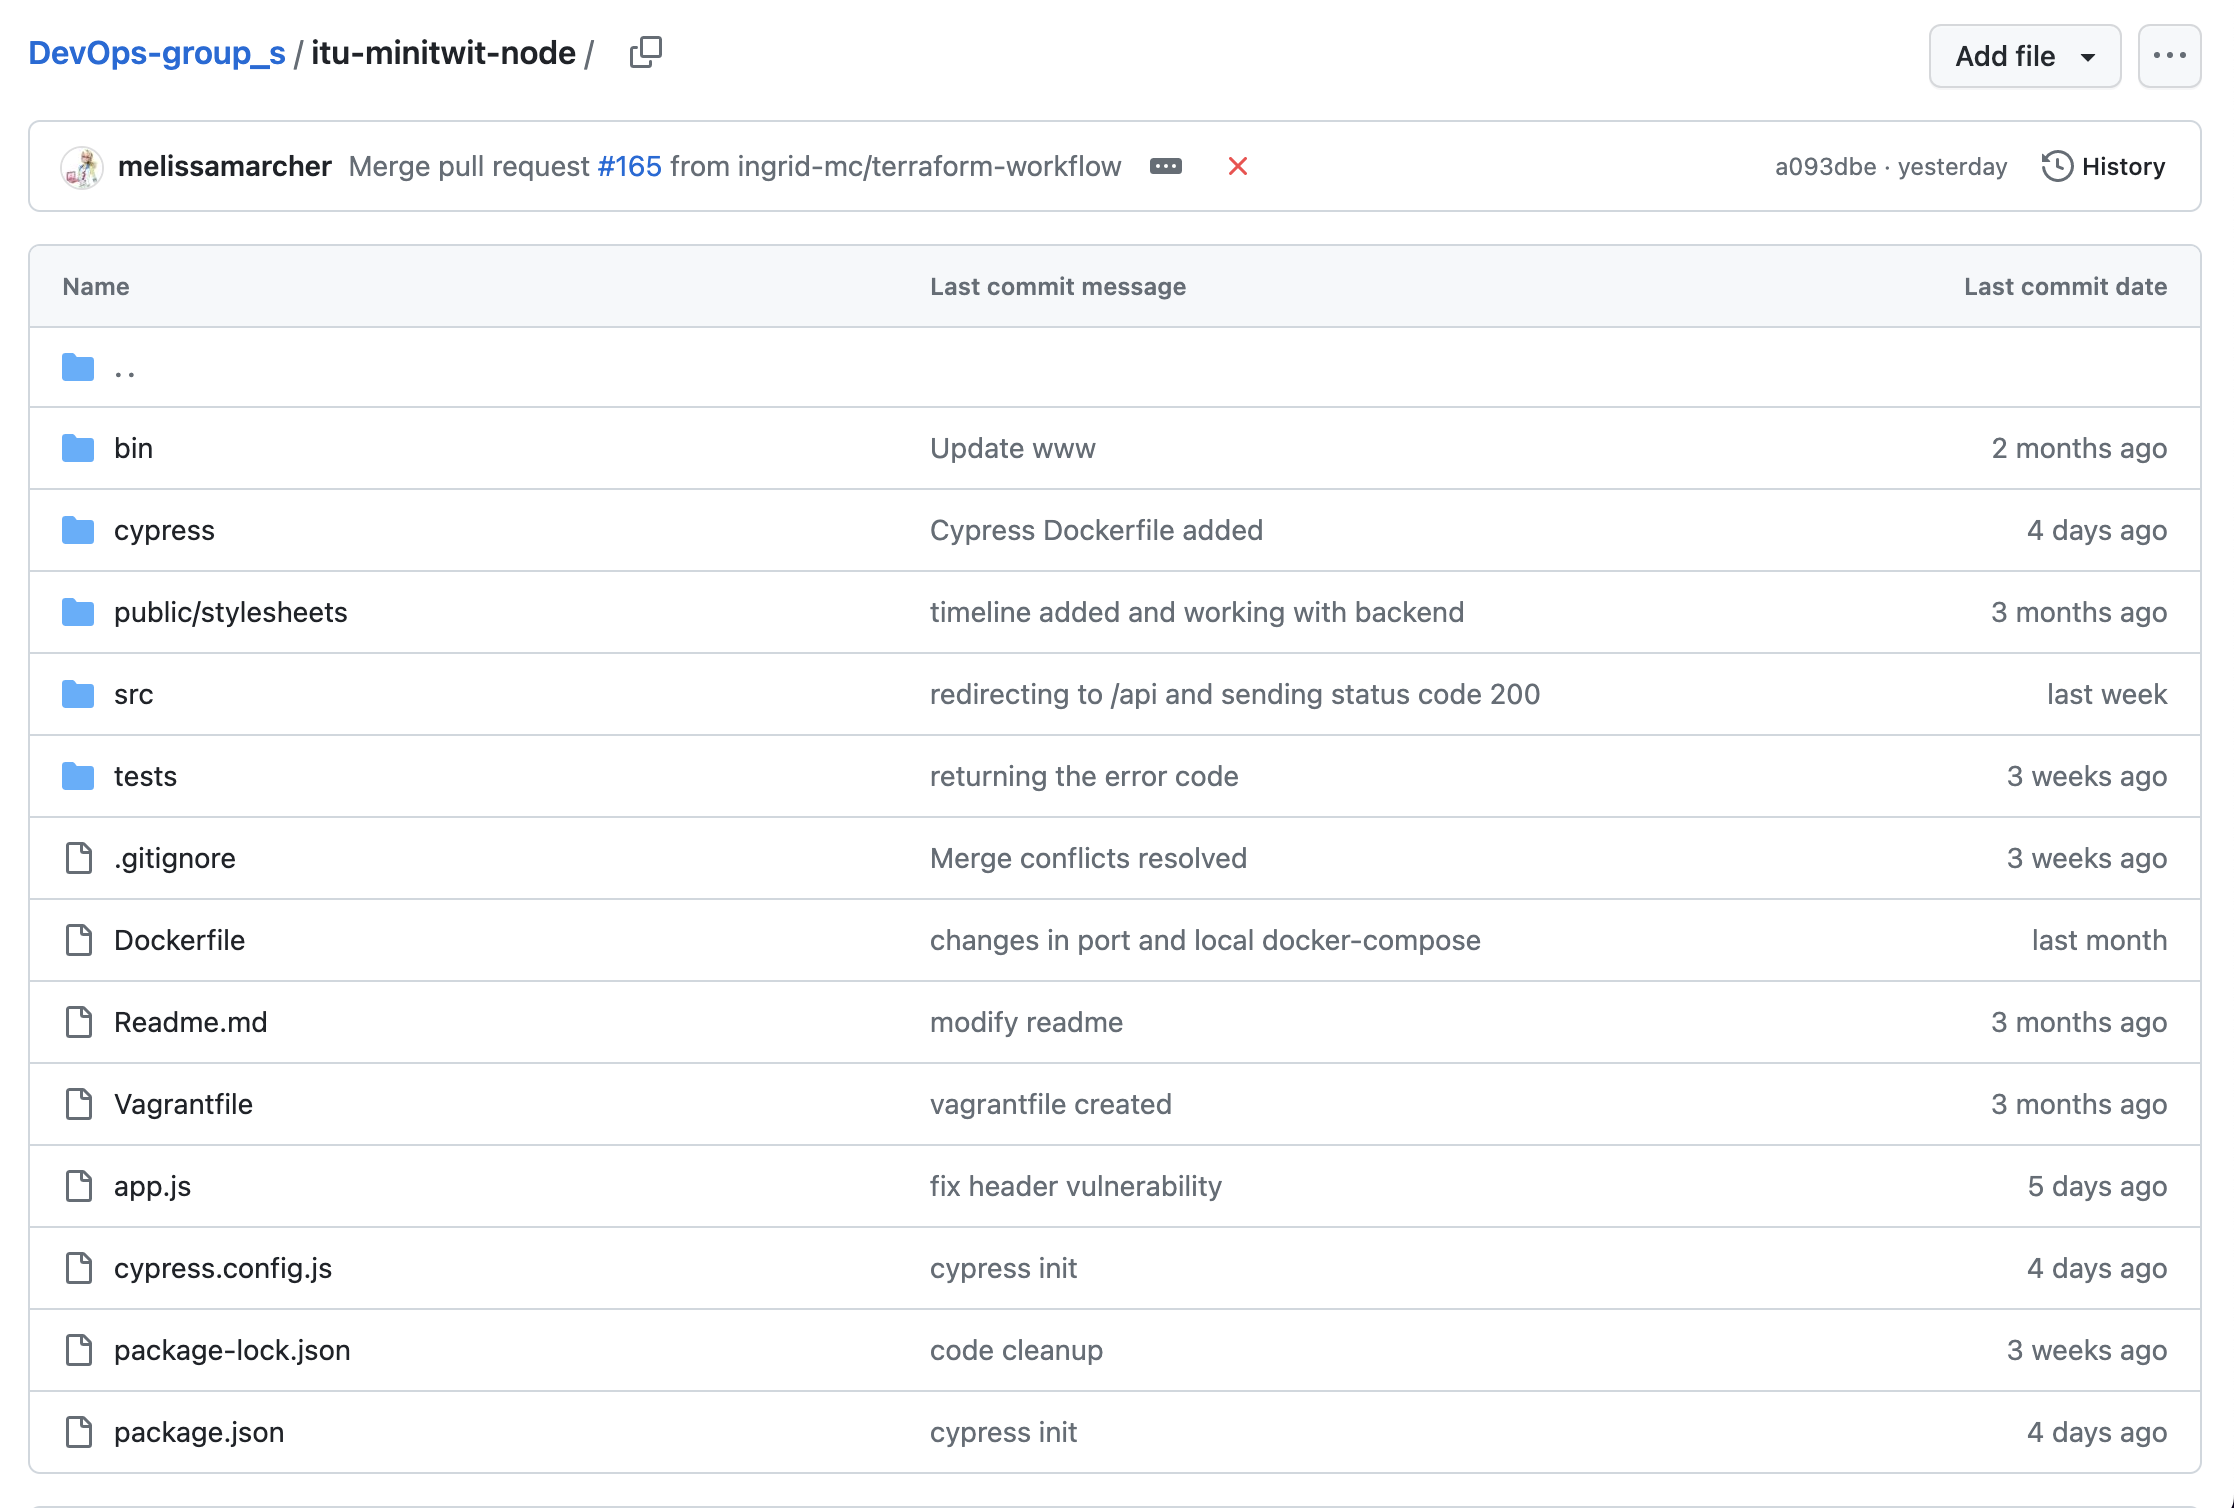 DevOps-group_s / itu-minitwit-node / Add file
melissamarcher Merge pull request #165 from ingrid-mc/terraform-workflow a093dbe · yesterday History
Name Last commit message Last commit date
..
bin Update www 2 months ago
cypress Cypress Dockerfile added 4 days ago
public/stylesheets timeline added and working with backend 3 months ago
src redirecting to /api and sending status code 200 last week
tests returning the error code 3 weeks ago
.gitignore Merge conflicts resolved 3 weeks ago
Dockerfile changes in port and local docker-compose last month
Readme.md modify readme 3 months ago
Vagrantfile vagrantfile created 3 months ago
app.js fix header vulnerability 5 days ago
cypress.config.js cypress init 4 days ago
package-lock.json code cleanup 3 weeks ago
package.json cypress init 4 days ago